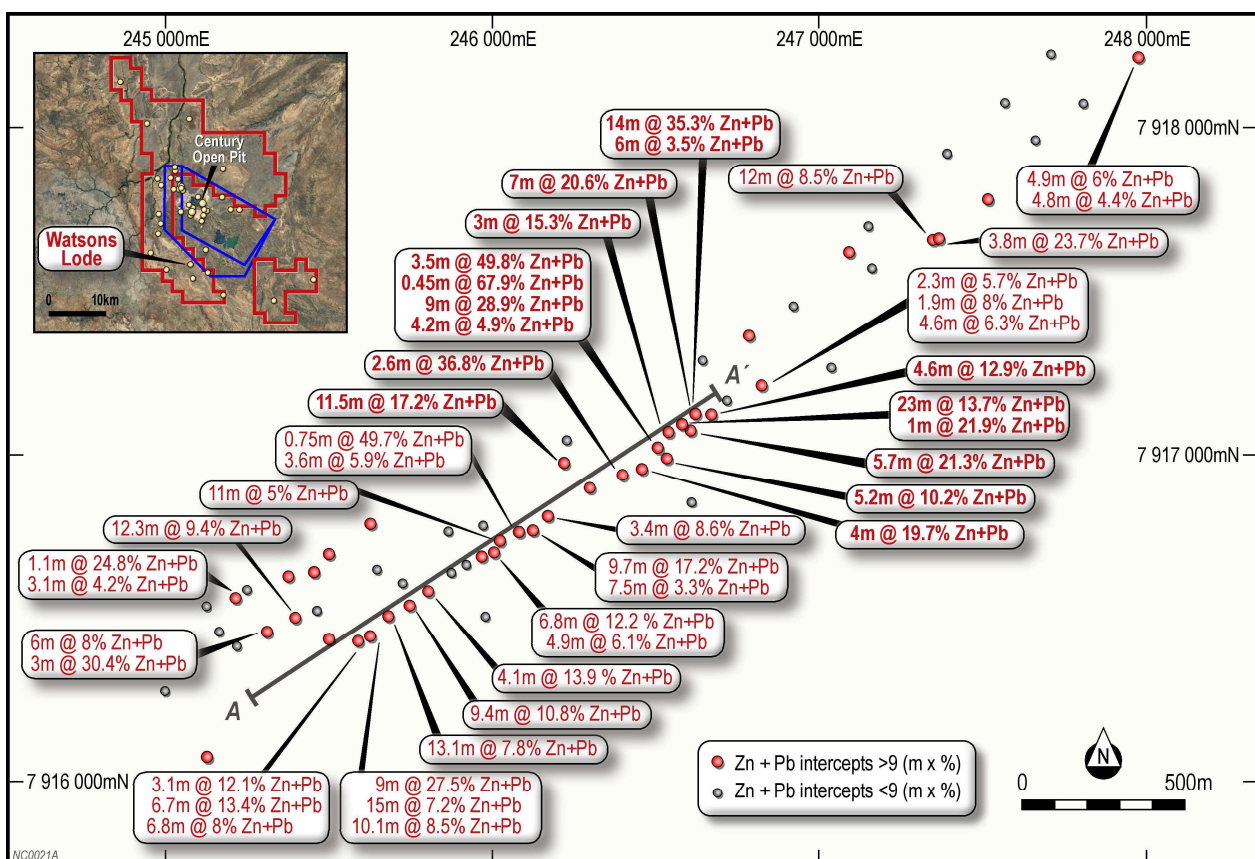 245 000mE
246 000mE
247 000mE
248 000mE
7 918 000mN
7 917 000mN
7 916 000mN
Century
Open Pit
Watsons
Lode
0 10km
14m @ 35.3% Zn+Pb
6m @ 3.5% Zn+Pb
7m @ 20.6% Zn+Pb
3m @ 15.3% Zn+Pb
3.5m @ 49.8% Zn+Pb
0.45m @ 67.9% Zn+Pb
9m @ 28.9% Zn+Pb
4.2m @ 4.9% Zn+Pb
2.6m @ 36.8% Zn+Pb
11.5m @ 17.2% Zn+Pb
0.75m @ 49.7% Zn+Pb
3.6m @ 5.9% Zn+Pb
11m @ 5% Zn+Pb
12.3m @ 9.4% Zn+Pb
1.1m @ 24.8% Zn+Pb
3.1m @ 4.2% Zn+Pb
6m @ 8% Zn+Pb
3m @ 30.4% Zn+Pb
12m @ 8.5% Zn+Pb
4.9m @ 6% Zn+Pb
4.8m @ 4.4% Zn+Pb
3.8m @ 23.7% Zn+Pb
2.3m @ 5.7% Zn+Pb
1.9m @ 8% Zn+Pb
4.6m @ 6.3% Zn+Pb
4.6m @ 12.9% Zn+Pb
23m @ 13.7% Zn+Pb
1m @ 21.9% Zn+Pb
5.7m @ 21.3% Zn+Pb
5.2m @ 10.2% Zn+Pb
4m @ 19.7% Zn+Pb
3.4m @ 8.6% Zn+Pb
9.7m @ 17.2% Zn+Pb
7.5m @ 3.3% Zn+Pb
6.8m @ 12.2 % Zn+Pb
4.9m @ 6.1% Zn+Pb
4.1m @ 13.9 % Zn+Pb
9.4m @ 10.8% Zn+Pb
13.1m @ 7.8% Zn+Pb
3.1m @ 12.1% Zn+Pb
6.7m @ 13.4% Zn+Pb
6.8m @ 8% Zn+Pb
9m @ 27.5% Zn+Pb
15m @ 7.2% Zn+Pb
10.1m @ 8.5% Zn+Pb
A
A´
Zn + Pb intercepts >9 (m x %)
Zn + Pb intercepts <9 (m x %)
N
0 500m
NC0021A